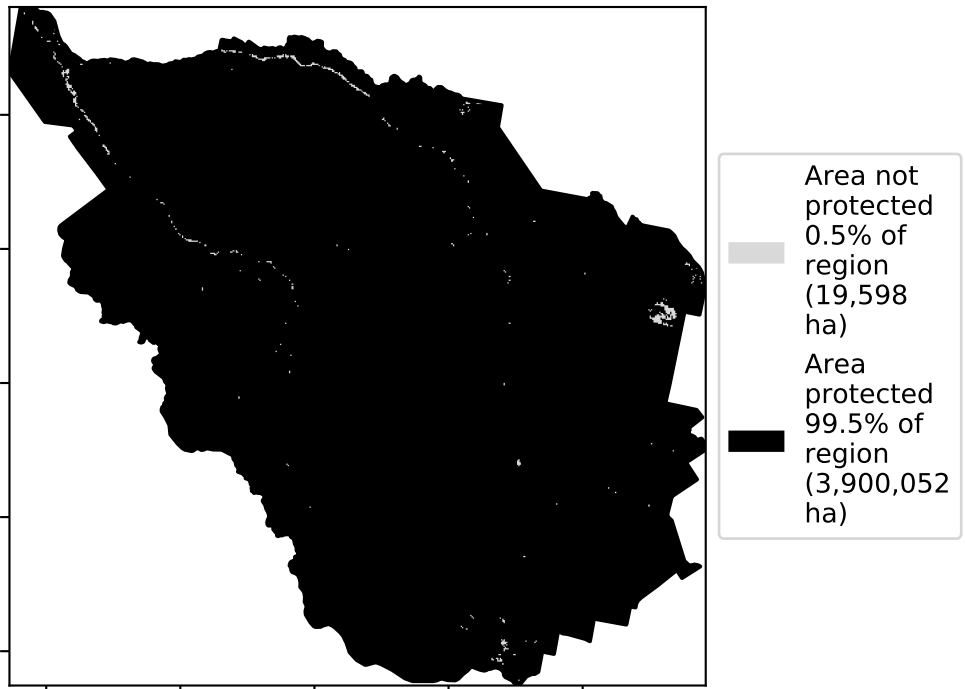 Area not
protected
0.5% of
region
(19,598
ha)
Area
protected
99.5% of
region
(3,900,052
ha)